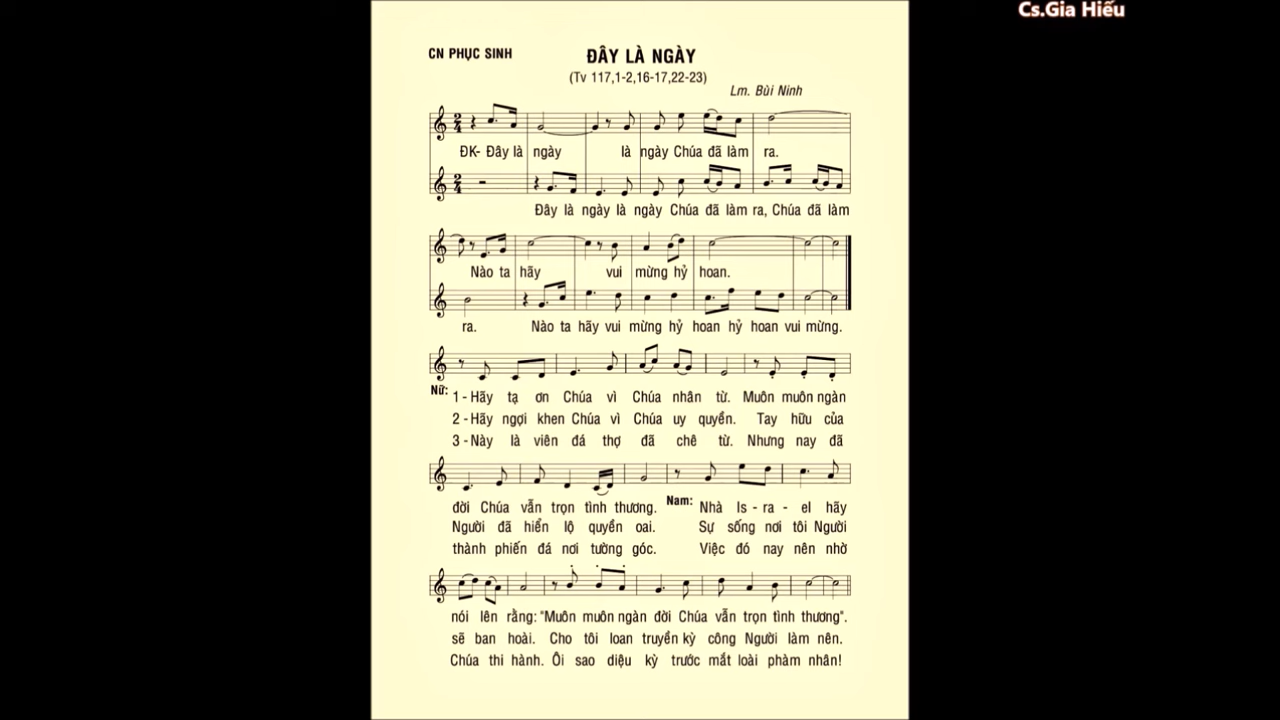 Cs.Gia Hiếu
CN PHỤC SINH
ĐÂY LÀ NGÀY
(Tv 117,1-2,16-17,22-23)
Lm. Bùi Ninh
ĐK- Đây là ngày là ngày Chúa đã làm ra.
Đây là ngày là ngày Chúa đã làm ra, Chúa đã làm
Nào ta hãy vui mừng hỷ hoan.
ra. Nào ta hãy vui mừng hỷ hoan hỷ hoan vui mừng.
Nữ: 1 - Hãy tạ ơn Chúa vì Chúa nhân từ. Muôn muôn ngàn
2 - Hãy ngợi khen Chúa vì Chúa uy quyền. Tay hữu của
3 - Này là viên đá thợ đã chê từ. Nhưng nay đã
đời Chúa vẫn trọn tình thương. Nam: Nhà Is - ra - el hãy
Người đã hiển lộ quyền oai. Sự sống nơi tôi Người
thành phiến đá nơi tường góc. Việc đó nay nên nhờ
nói lên rằng: "Muôn muôn ngàn đời Chúa vẫn trọn tình thương".
sẽ ban hoài. Cho tôi loan truyền kỳ công Người làm nên.
Chúa thi hành. Ôi sao diệu kỳ trước mắt loài phàm nhân!